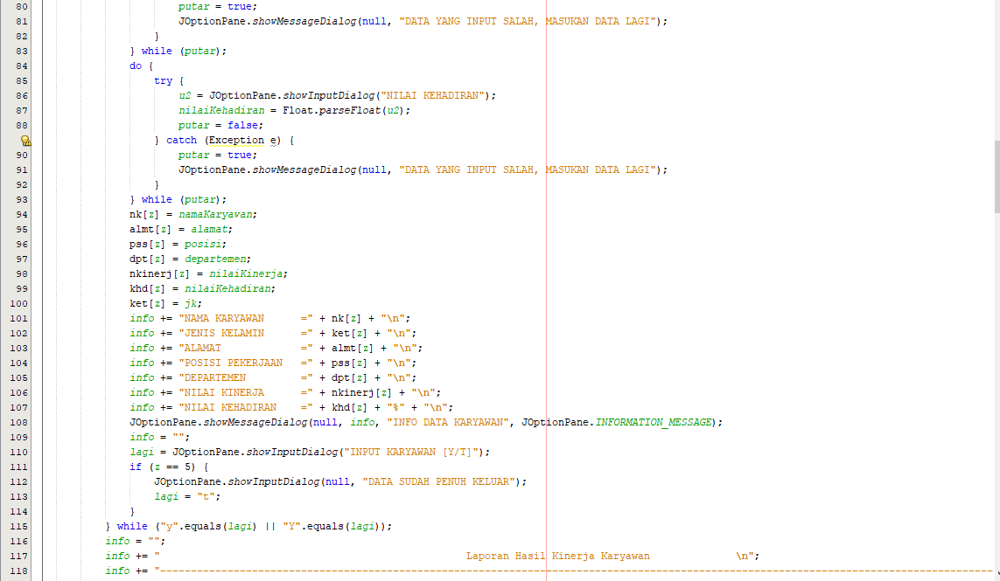 80                         putar = true;
81                         JOptionPane.showMessageDialog(null, "DATA YANG INPUT SALAH, MASUKAN DATA LAGI");
82                     }
83                 } while (putar);
84                 do {
85                     try {
86                         u2 = JOptionPane.showInputDialog("NILAI KEHADIRAN");
87                         nilaiKehadiran = Float.parseFloat(u2);
88                         putar = false;
                     } catch (Exception e) {
90                         putar = true;
91                         JOptionPane.showMessageDialog(null, "DATA YANG INPUT SALAH, MASUKAN DATA LAGI");
92                     }
93                 } while (putar);
94                 nk[z] = namaKaryawan;
95                 almt[z] = alamat;
96                 pss[z] = posisi;
97                 dpt[z] = departemen;
98                 nkinerj[z] = nilaiKinerja;
99                 khd[z] = nilaiKehadiran;
100                 ket[z] = jk;
101                 info += "NAMA KARYAWAN      =" + nk[z] + "\n";
102                 info += "JENIS KELAMIN      =" + ket[z] + "\n";
103                 info += "ALAMAT             =" + almt[z] + "\n";
104                 info += "POSISI PEKERJAAN   =" + pss[z] + "\n";
105                 info += "DEPARTEMEN         =" + dpt[z] + "\n";
106                 info += "NILAI KINERJA      =" + nkinerj[z] + "\n";
107                 info += "NILAI KEHADIRAN    =" + khd[z] + "%" + "\n";
108                 JOptionPane.showMessageDialog(null, info, "INFO DATA KARYAWAN", JOptionPane.INFORMATION_MESSAGE);
109                 info = "";
110                 lagi = JOptionPane.showInputDialog("INPUT KARYAWAN [Y/T]");
111                 if (z == 5) {
112                     JOptionPane.showInputDialog(null, "DATA SUDAH PENUH KELUAR");
113                     lagi = "t";
114                 }
115             } while ("y".equals(lagi) || "Y".equals(lagi));
116             info = "";
117             info += "                                                  Laporan Hasil Kinerja Karyawan              \n";
118             info += "----------------------------------------------------------------------------------------------------------------------------------------